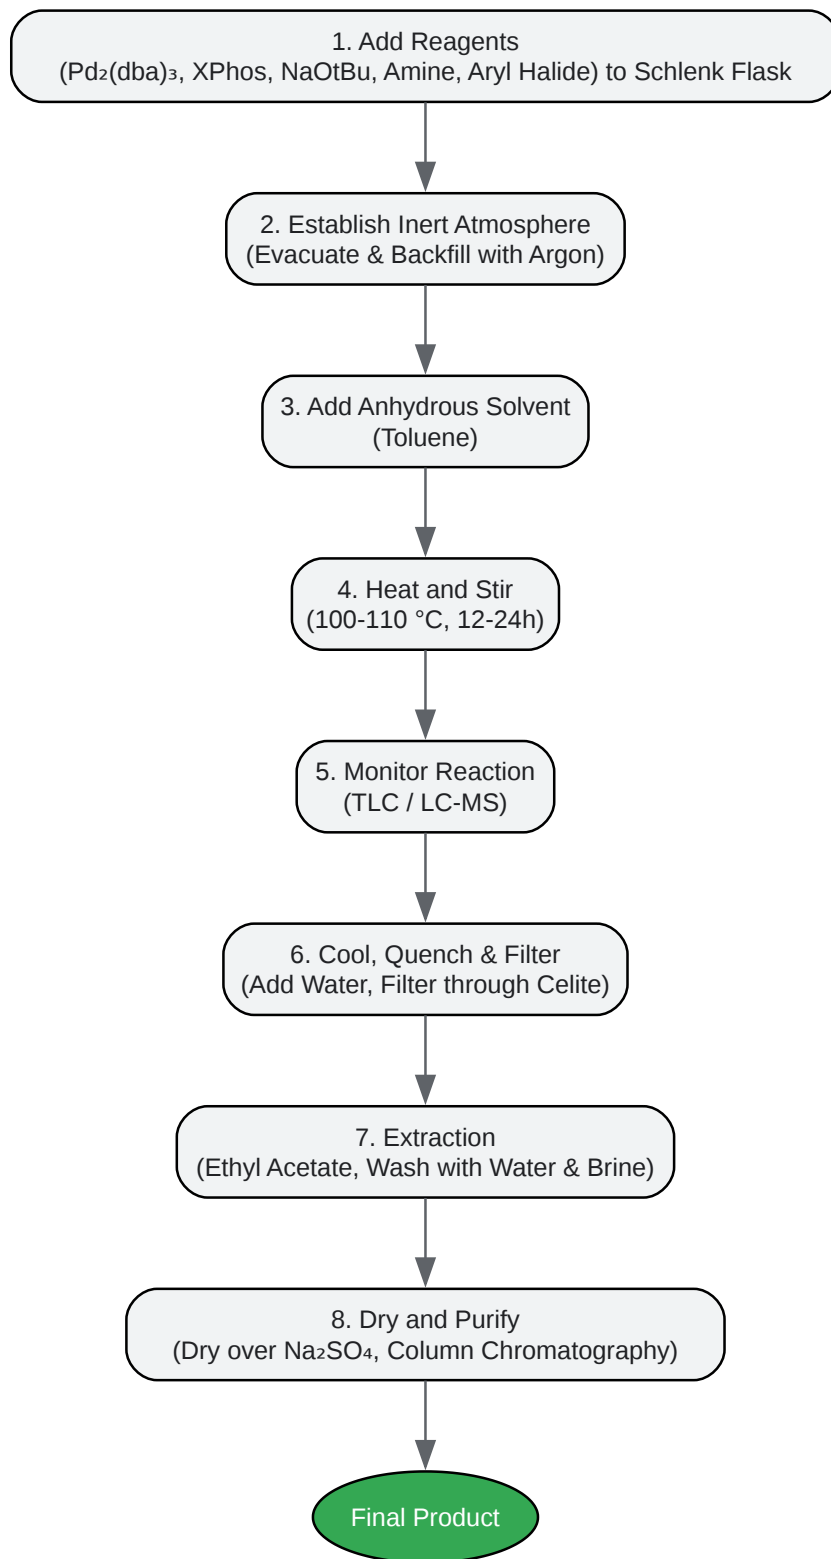 1. Add Reagents
(Pd₂(dba)₃, XPhos, NaOtBu, Amine, Aryl Halide) to Schlenk Flask
2. Establish Inert Atmosphere
(Evacuate & Backfill with Argon)
3. Add Anhydrous Solvent
(Toluene)
4. Heat and Stir
(100-110 °C, 12-24h)
5. Monitor Reaction
(TLC / LC-MS)
6. Cool, Quench & Filter
(Add Water, Filter through Celite)
7. Extraction
(Ethyl Acetate, Wash with Water & Brine)
8. Dry and Purify
(Dry over Na₂SO₄, Column Chromatography)
Final Product